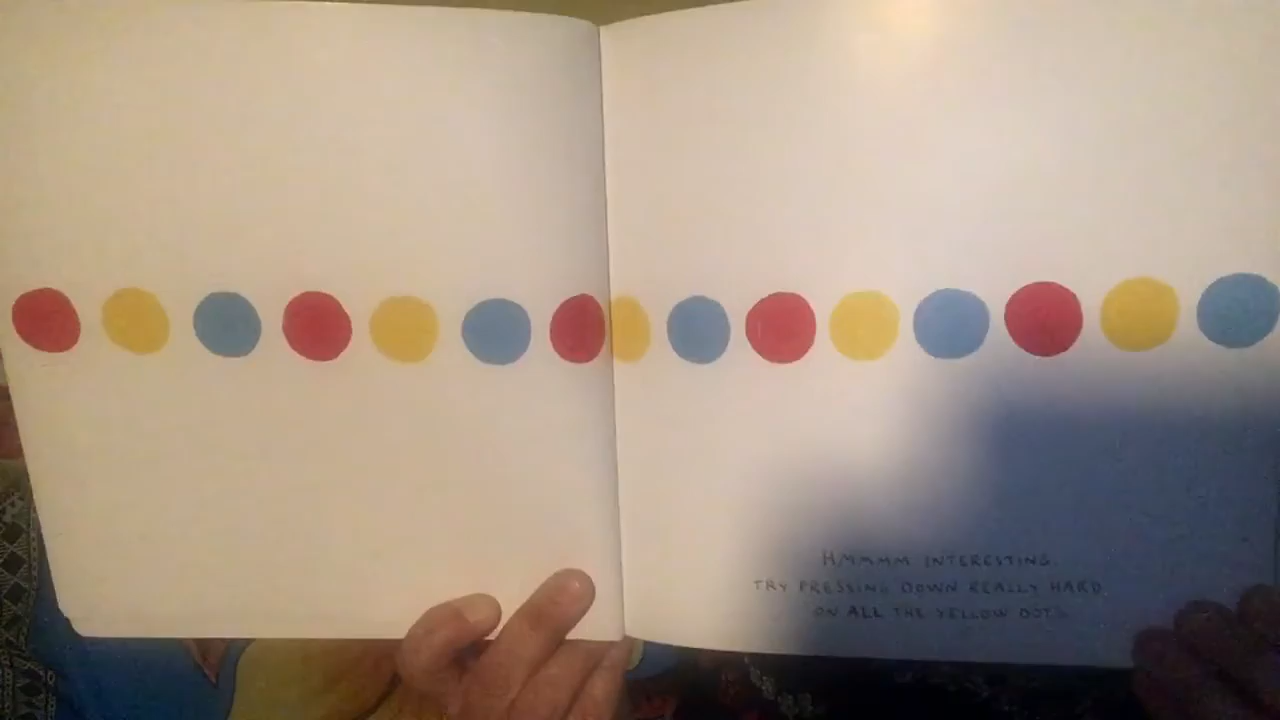 HMMMM INTERESTING.
TRY PRESSING DOWN REALLY HARD
ON ALL THE YELLOW DOTS.